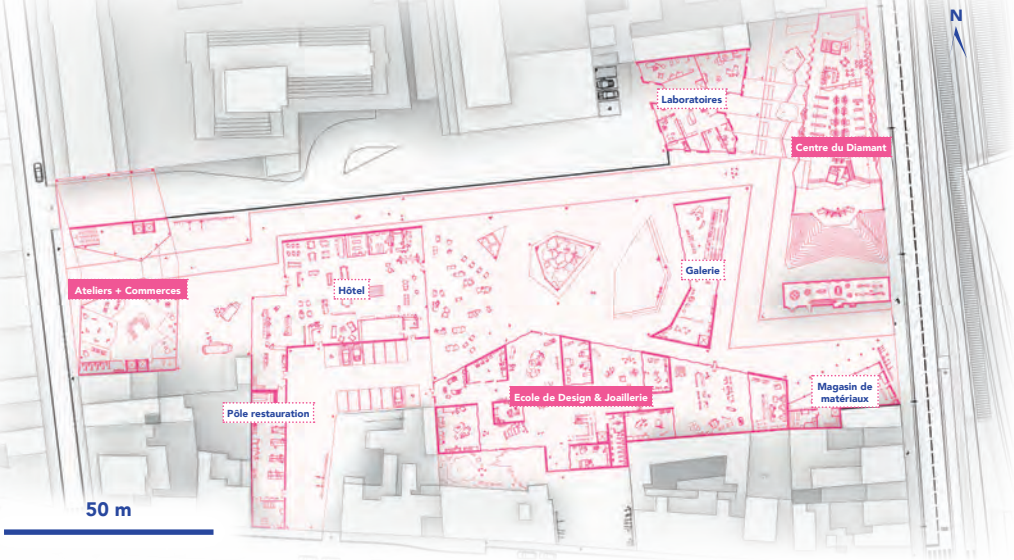 N
Laboratoires
Centre du Diamant
Galerie
Ateliers + Commerces
Hôtel
Ecole de Design & Joaillerie
Magasin de
matériaux
Pôle restauration
50 m